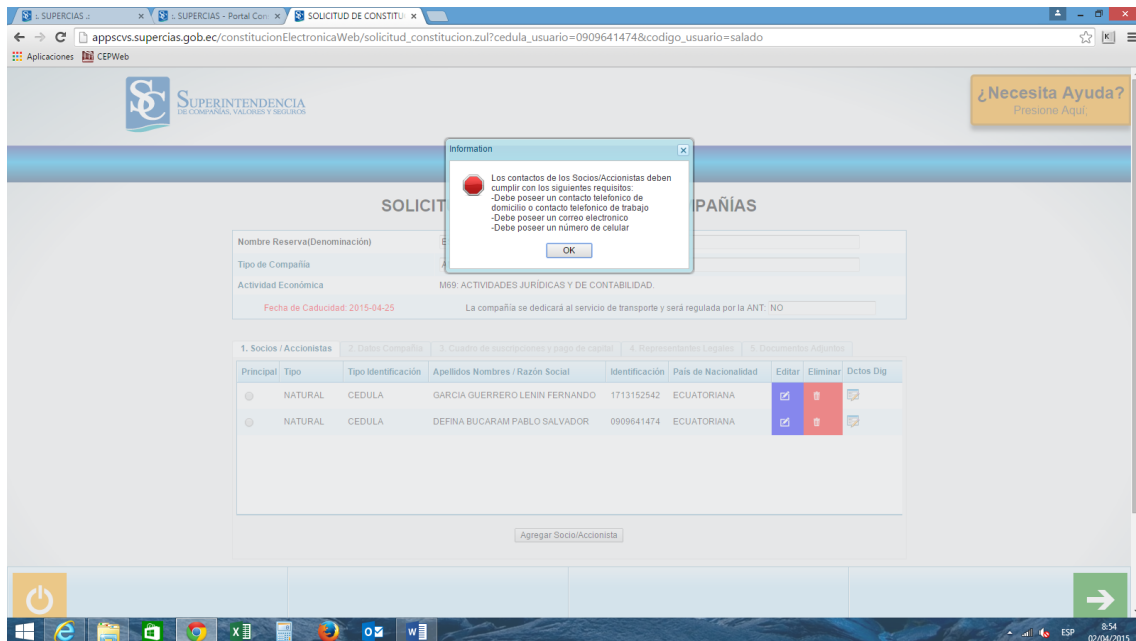 :. SUPERCIAS .:
:. SUPERCIAS - Portal Con
SOLICITUD DE CONSTITU
appscvs.supercias.gob.ec/constitucionElectronicaWeb/solicitud_constitucion.zul?cedula_usuario=0909641474&codigo_usuario=salado
Aplicaciones CEPWeb
SUPERINTENDENCIA
DE COMPAÑÍAS, VALORES Y SEGUROS
¿Necesita Ayuda?
Presione Aquí,
Information
Los contactos de los Socios/Accionistas deben
cumplir con los siguientes requisitos:
-Debe poseer un contacto telefonico de
domicilio o contacto telefonico de trabajo
-Debe poseer un correo electronico
-Debe poseer un número de celular
OK
SOLICIT PAÑÍAS
Nombre Reserva(Denominación)
Tipo de Compañía
Actividad Económica M69: ACTIVIDADES JURÍDICAS Y DE CONTABILIDAD.
Fecha de Caducidad: 2015-04-25 La compañía se dedicará al servicio de transporte y será regulada por la ANT: NO
1. Socios / Accionistas 2. Datos Compañía 3. Cuadro de suscripciones y pago de capital 4. Representantes Legales 5. Documentos Adjuntos
Principal Tipo Tipo Identificación Apellidos Nombres / Razón Social Identificación País de Nacionalidad Editar Eliminar Dctos Dig
NATURAL CEDULA GARCIA GUERRERO LENIN FERNANDO 1713152542 ECUATORIANA
NATURAL CEDULA DEFINA BUCARAM PABLO SALVADOR 0909641474 ECUATORIANA
Agregar Socio/Accionista
ESP
8:54
02/04/2015